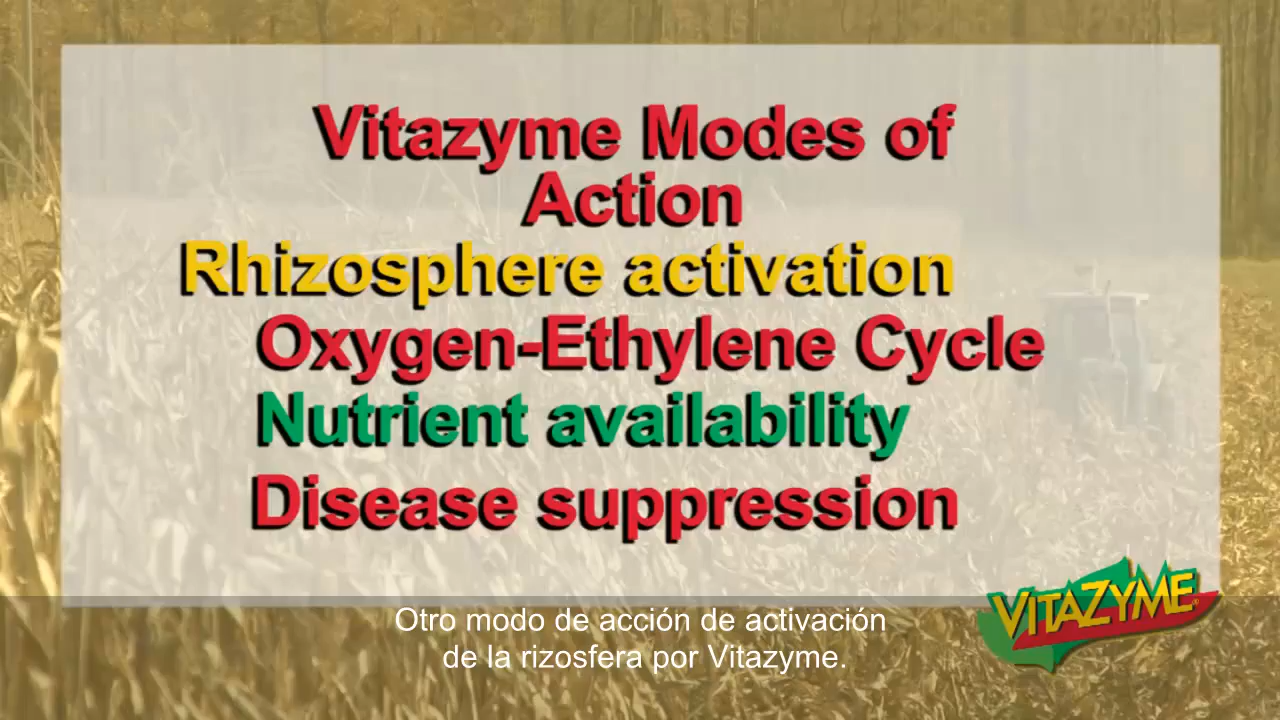 Vitazyme Modes of
Action
Rhizosphere activation
Oxygen-Ethylene Cycle
Nutrient availability
Disease suppression
VITAZYME®
Otro modo de acción de activación
de la rizosfera por Vitazyme.